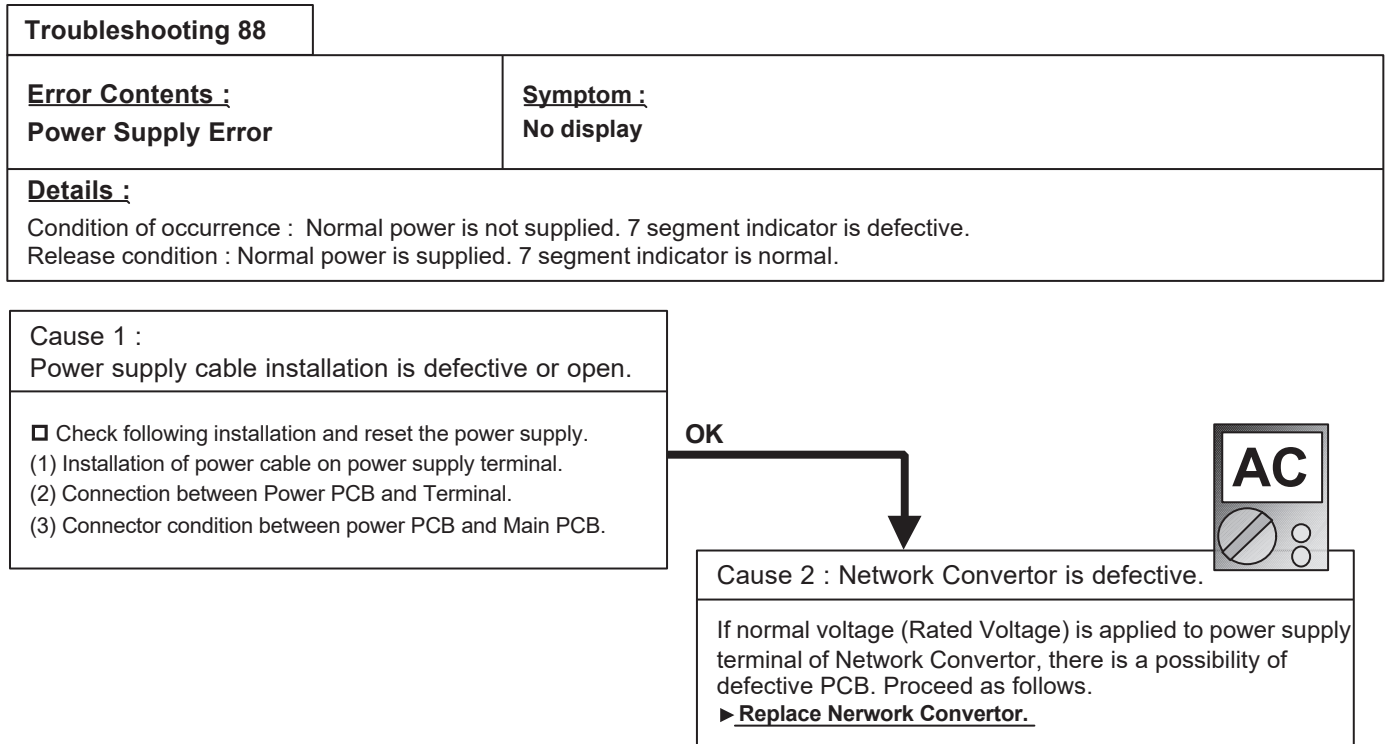 Troubleshooting 88
Error Contents :
Power Supply Error
Symptom :
No display
Details :
Condition of occurrence : Normal power is not supplied. 7 segment indicator is defective.
Release condition : Normal power is supplied. 7 segment indicator is normal.
Cause 1 :
Power supply cable installation is defective or open.
Check following installation and reset the power supply.
(1) Installation of power cable on power supply terminal.
(2) Connection between Power PCB and Terminal.
(3) Connector condition between power PCB and Main PCB.
OK
AC
Cause 2 : Network Convertor is defective.
If normal voltage (Rated Voltage) is applied to power supply
terminal of Network Convertor, there is a possibility of
defective PCB. Proceed as follows.
►Replace Nerwork Convertor.